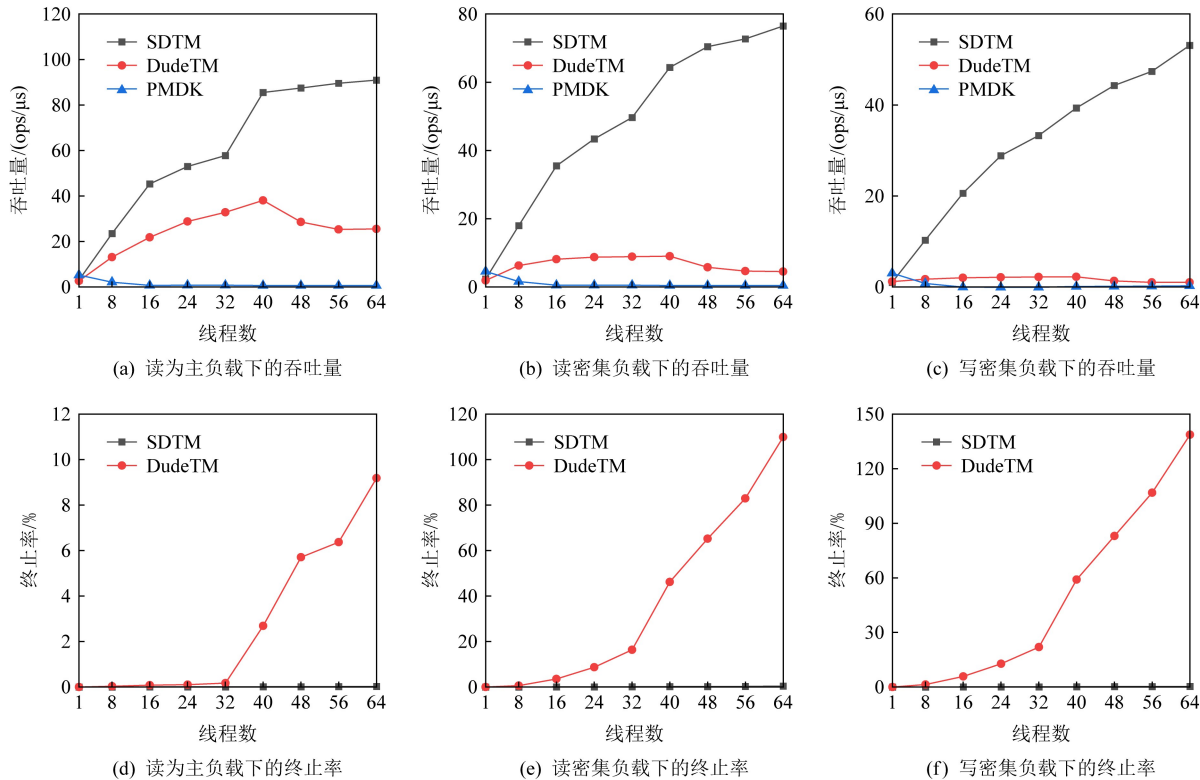 120
100
80
60
40
20
0
吞吐量/(ops/μs)
SDTM
DudeTM
PMDK
1 8 16 24 32 40 48 56 64
线程数
(a) 读为主负载下的吞吐量
80
60
40
20
0
吞吐量/(ops/μs)
SDTM
DudeTM
PMDK
1 8 16 24 32 40 48 56 64
线程数
(b) 读密集负载下的吞吐量
60
40
20
0
吞吐量/(ops/μs)
SDTM
DudeTM
PMDK
1 8 16 24 32 40 48 56 64
线程数
(c) 写密集负载下的吞吐量
12
10
8
6
4
2
0
终止率/%
SDTM
DudeTM
1 8 16 24 32 40 48 56 64
线程数
(d) 读为主负载下的终止率
120
100
80
60
40
20
0
终止率/%
SDTM
DudeTM
1 8 16 24 32 40 48 56 64
线程数
(e) 读密集负载下的终止率
150
120
90
60
30
0
终止率/%
SDTM
DudeTM
1 8 16 24 32 40 48 56 64
线程数
(f) 写密集负载下的终止率